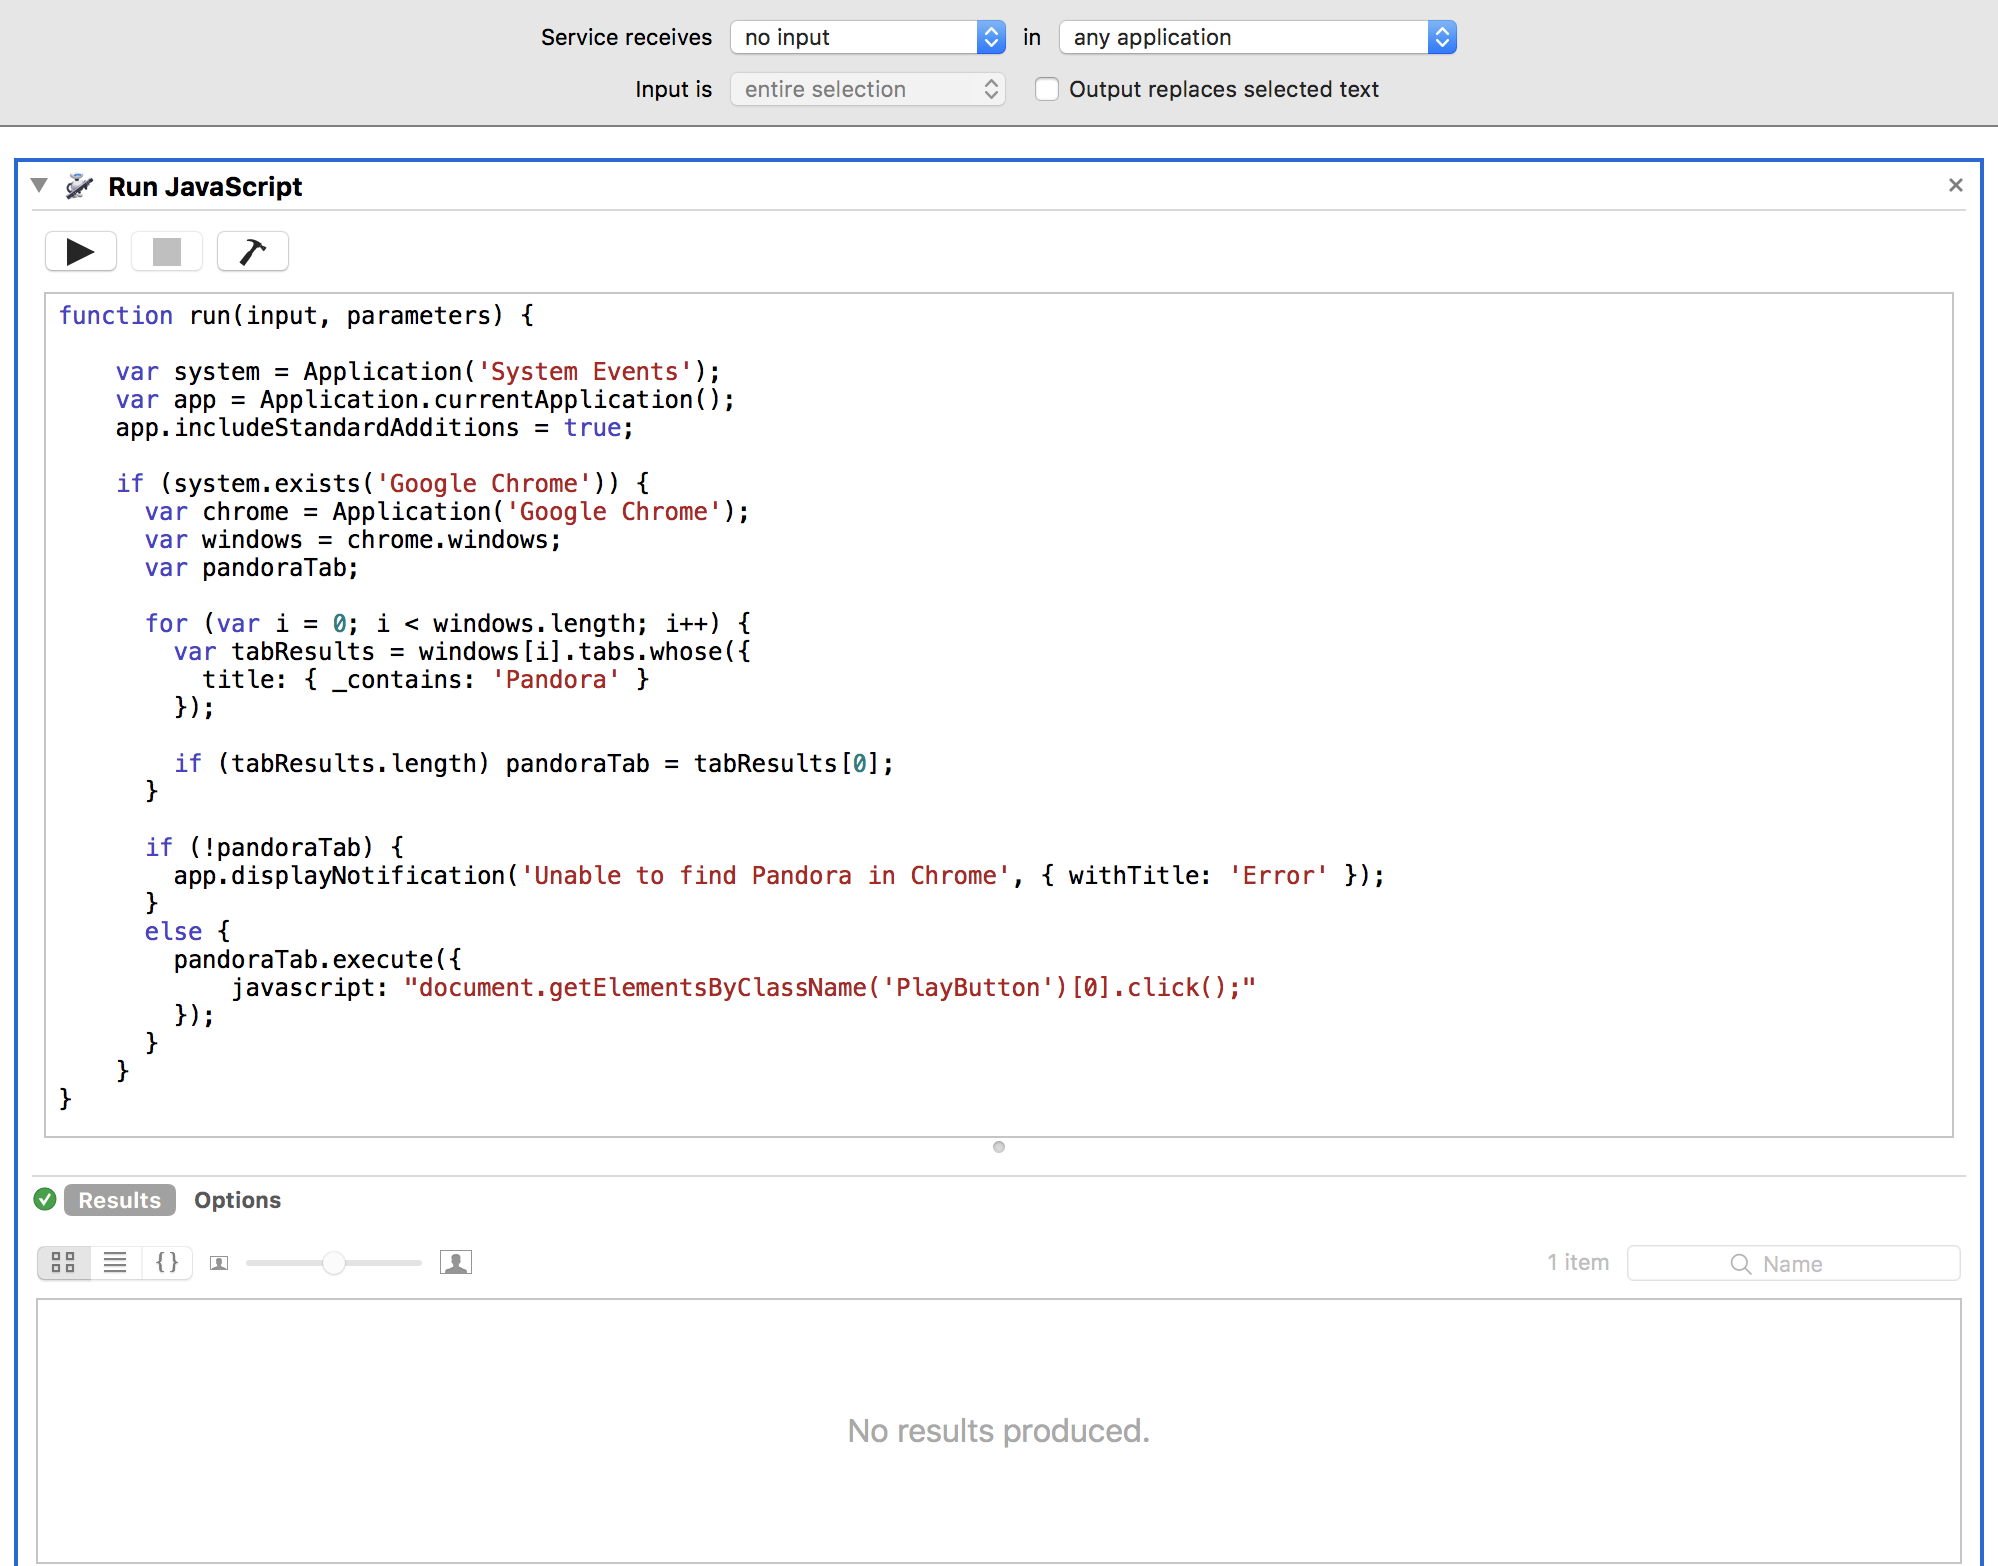 Service receives no input in any application
Input is entire selection Output replaces selected text
Run JavaScript
function run(input, parameters) {
var system = Application('System Events');
var app = Application.currentApplication();
app.includeStandardAdditions = true;
if (system.exists('Google Chrome')) {
var chrome = Application('Google Chrome');
var windows = chrome.windows;
var pandoraTab;
for (var i = 0; i < windows.length; i++) {
var tabResults = windows[i].tabs.whose({
title: { _contains: 'Pandora' }
});
if (tabResults.length) pandoraTab = tabResults[0];
}
if (!pandoraTab) {
app.displayNotification('Unable to find Pandora in Chrome', { withTitle: 'Error' });
}
else {
pandoraTab.execute({
javascript: "document.getElementsByClassName('PlayButton')[0].click();"
});
}
}
}
Results Options
{} 1 item Name
No results produced.